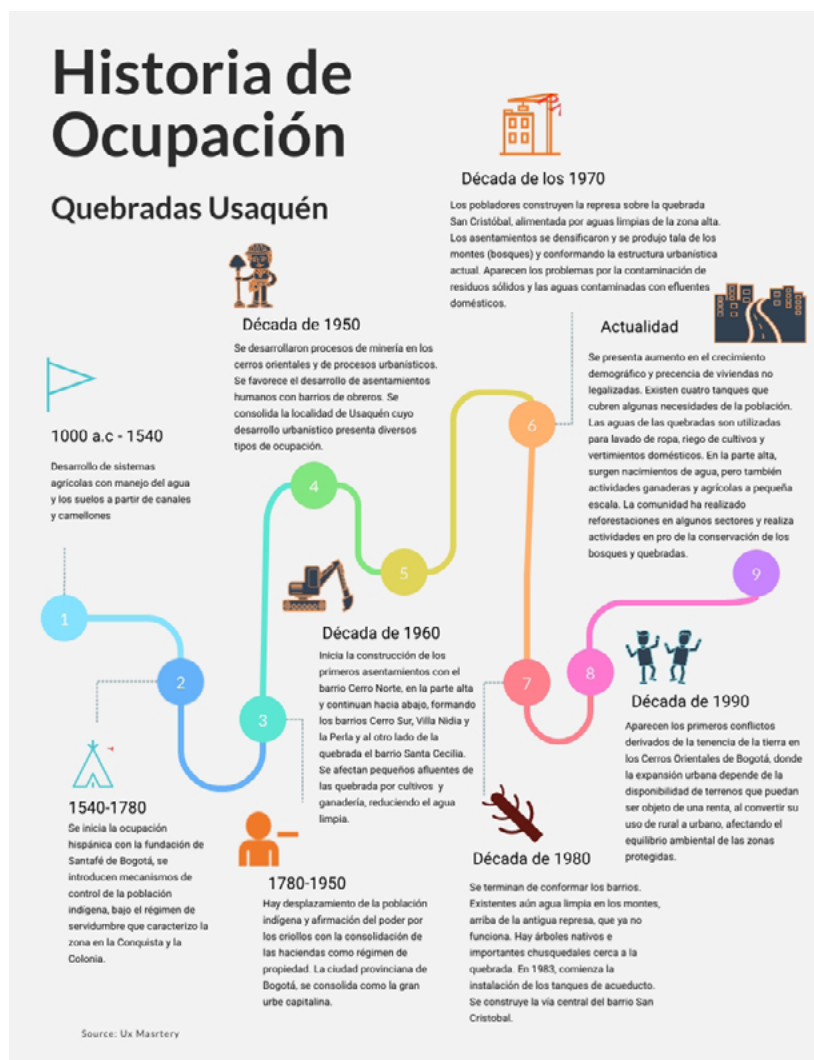 Historia de
Ocupación
Quebradas Usaquén
1000 a.c - 1540
Desarrollo de sistemas
agrícolas con manejo del agua
y los suelos a partir de canales
y camellones
1
2
1540-1780
Se inicia la ocupación
hispánica con la fundación de
Santafé de Bogotá, se
introducen mecanismos de
control de la población
indígena, bajo el régimen de
servidumbre que caracterizo la
zona en la Conquista y la
Colonia.
3
1780-1950
Hay desplazamiento de la población
indígena y afirmación del poder por
los criollos con la consolidación de
las haciendas como régimen de
propiedad. La ciudad provinciana de
Bogotá, se consolida como la gran
urbe capitalina.
Década de 1950
Se desarrollaron procesos de minería en los
cerros orientales y de procesos urbanísticos.
Se favorece el desarrollo de asentamientos
humanos con barrios de obreros. Se
consolida la localidad de Usaquén cuyo
desarrollo urbanístico presenta diversos
tipos de ocupación.
4
5
Década de 1960
Inicia la construcción de los
primeros asentamientos con el
barrio Cerro Norte, en la parte alta
y continuan hacia abajo, formando
los barrios Cerro Sur, Villa Nidia y
la Perla y al otro lado de la
quebrada el barrio Santa Cecilia.
Se afectan pequeños afluentes de
las quebrada por cultivos y
ganadería, reduciendo el agua
limpia.
Década de los 1970
Los pobladores construyen la represa sobre la quebrada
San Cristóbal, alimentada por aguas limpias de la zona alta.
Los asentamientos se densificaron y se produjo tala de los
montes (bosques) y conformando la estructura urbanística
actual. Aparecen los problemas por la contaminación de
residuos sólidos y las aguas contaminadas con efluentes
domésticos.
6
7
Década de 1980
Se terminan de conformar los barrios.
Existentes aún agua limpia en los montes,
arriba de la antigua represa, que ya no
funciona. Hay árboles nativos e
importantes chusquedales cerca a la
quebrada. En 1983, comienza la
instalación de los tanques de acueducto.
Se construye la vía central del barrio San
Cristobal.
8
Década de 1990
Aparecen los primeros conflictos
derivados de la tenencia de la tierra en
los Cerros Orientales de Bogotá, donde
la expansión urbana depende de la
disponibilidad de terrenos que puedan
ser objeto de una renta, al convertir su
uso de rural a urbano, afectando el
equilibrio ambiental de las zonas
protegidas.
9
Actualidad
Se presenta aumento en el crecimiento
demográfico y precencia de viviendas no
legalizadas. Existen cuatro tanques que
cubren algunas necesidades de la población.
Las aguas de las quebradas son utilizadas
para lavado de ropa, riego de cultivos y
vertimientos domésticos. En la parte alta,
surgen nacimientos de agua, pero también
actividades ganaderas y agrícolas a pequeña
escala. La comunidad ha realizado
reforestaciones en algunos sectores y realiza
actividades en pro de la conservación de los
bosques y quebradas.
Source: Ux Masrtery